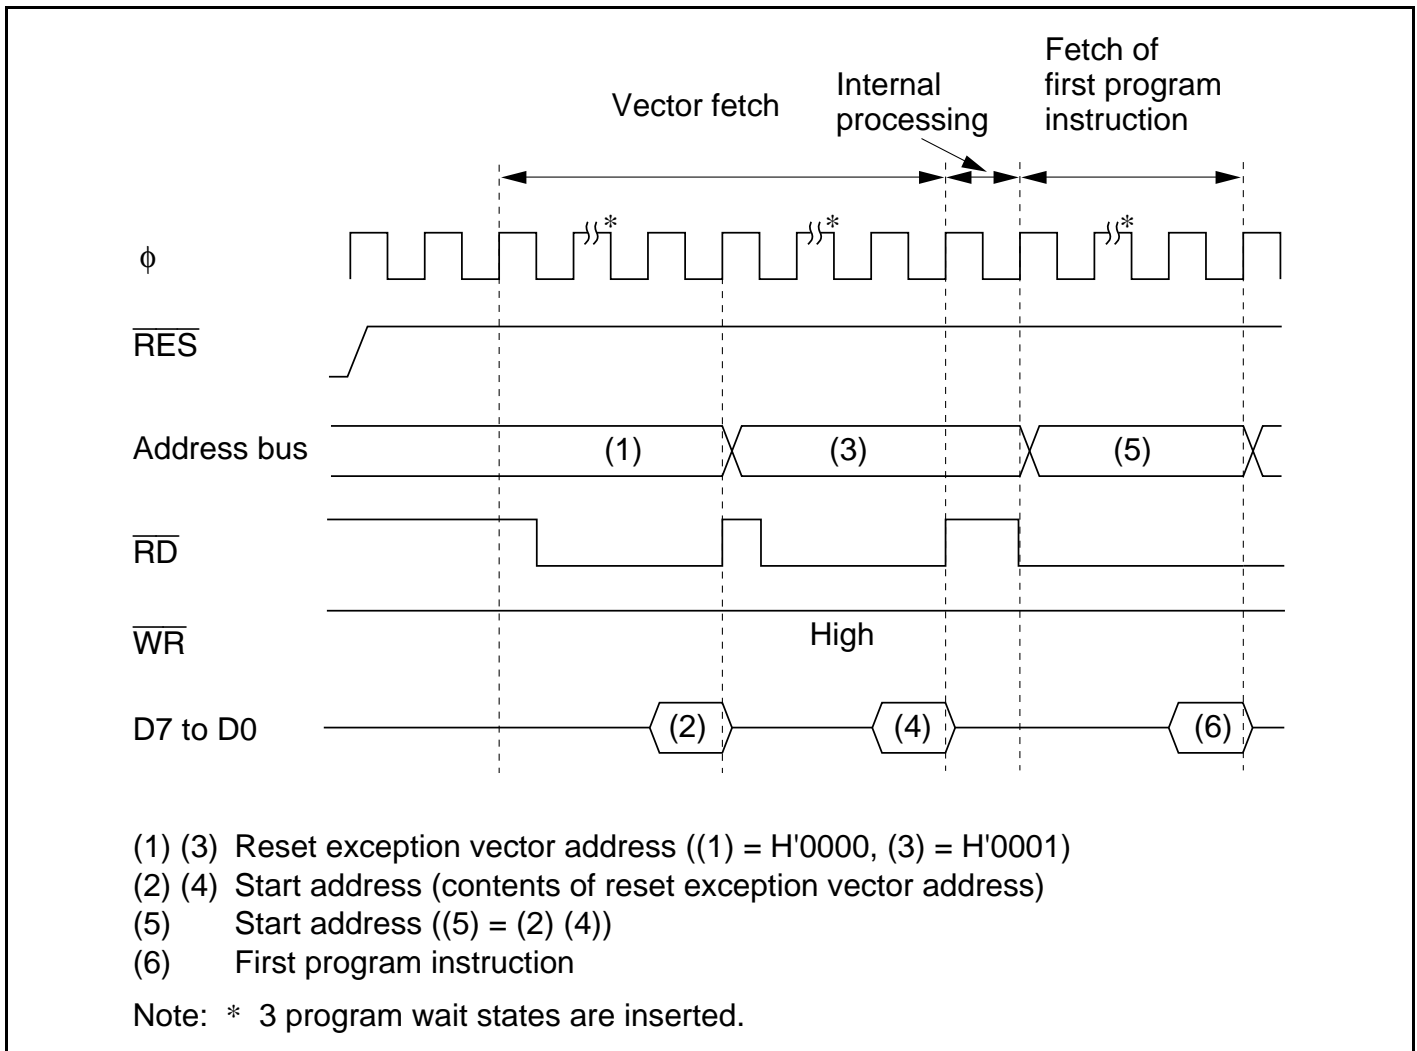 Vector fetch
Internal
processing
Fetch of
first program
instruction
*
*
*
ϕ
RES
Address bus
(1)
(3)
(5)
RD
WR
High
D7 to D0
(2)
(4)
(6)
(1) (3) Reset exception vector address ((1) = H'0000, (3) = H'0001)
(2) (4) Start address (contents of reset exception vector address)
(5) Start address ((5) = (2) (4))
(6) First program instruction
Note: * 3 program wait states are inserted.